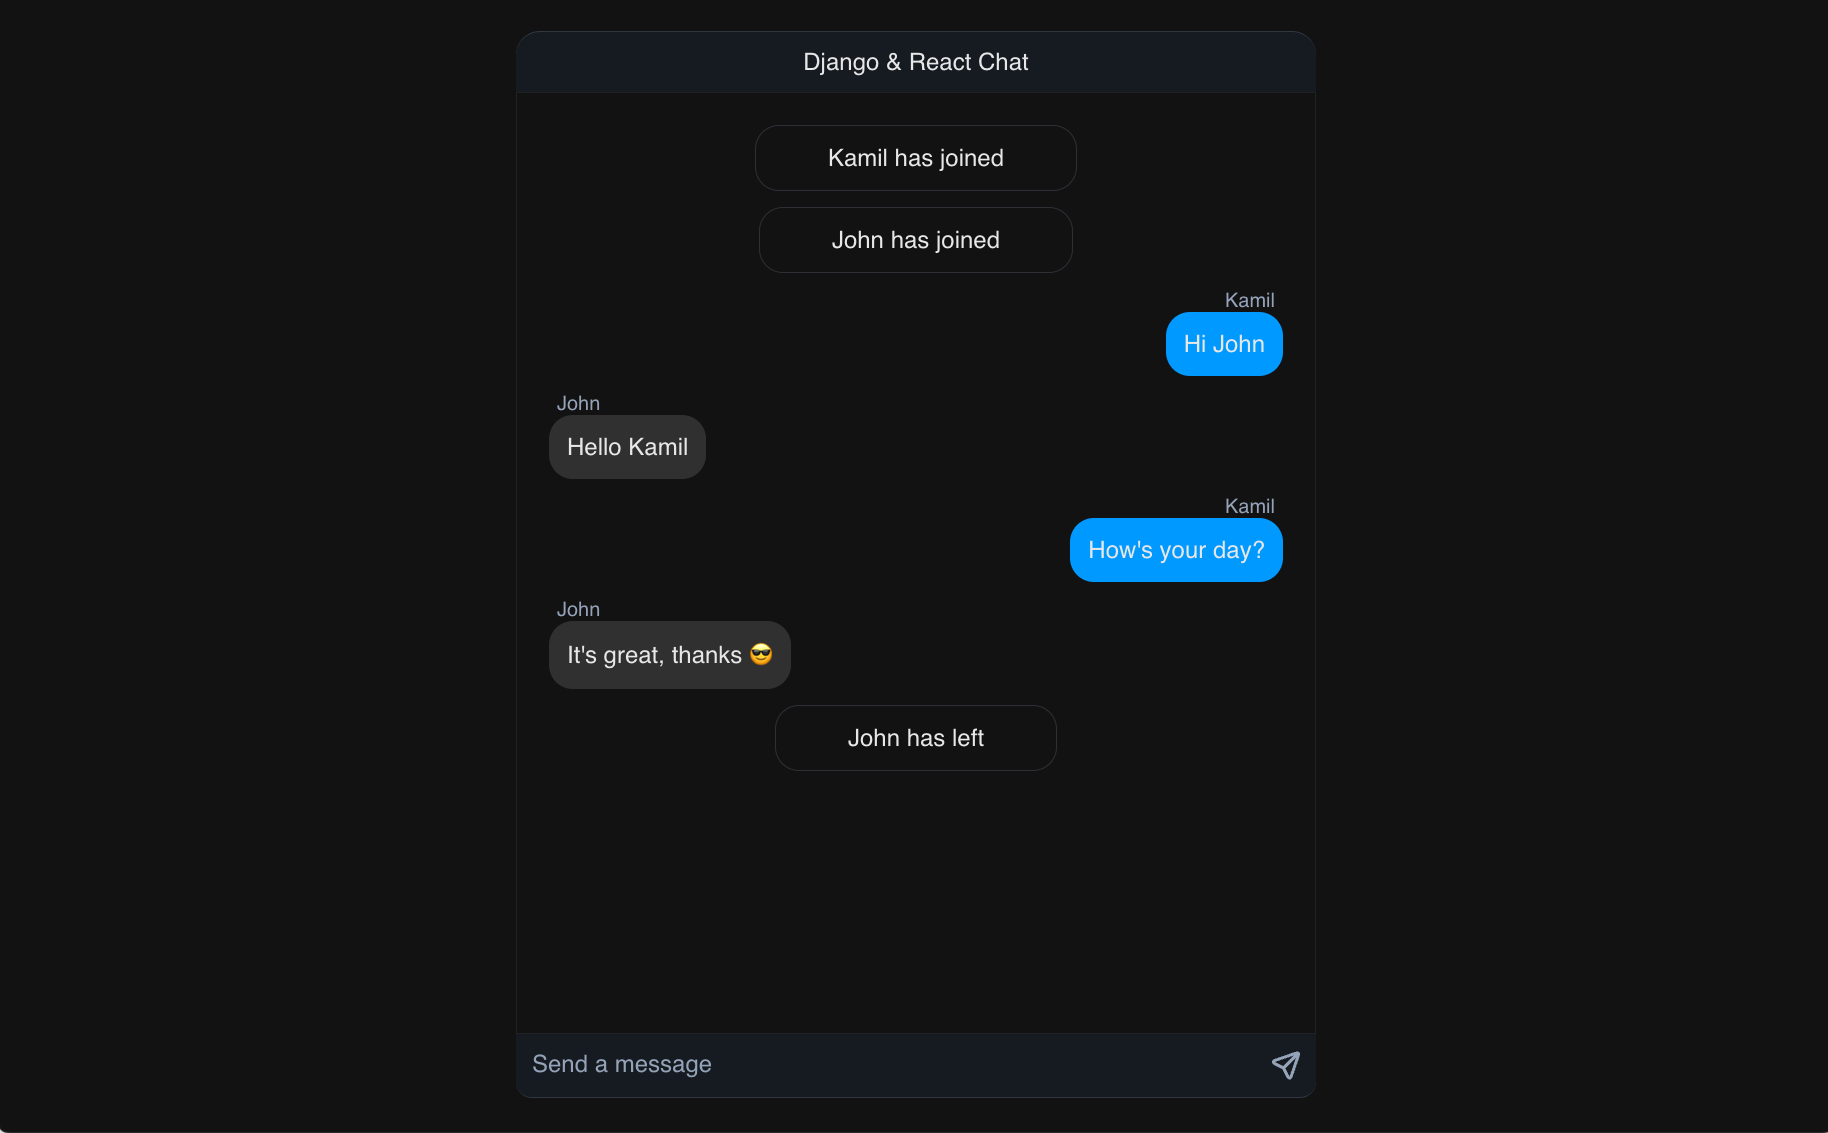 Django & React Chat
Kamil has joined
John has joined
Kamil
Hi John
John
Hello Kamil
Kamil
How's your day?
John
It's great, thanks 😎
John has left
Send a message